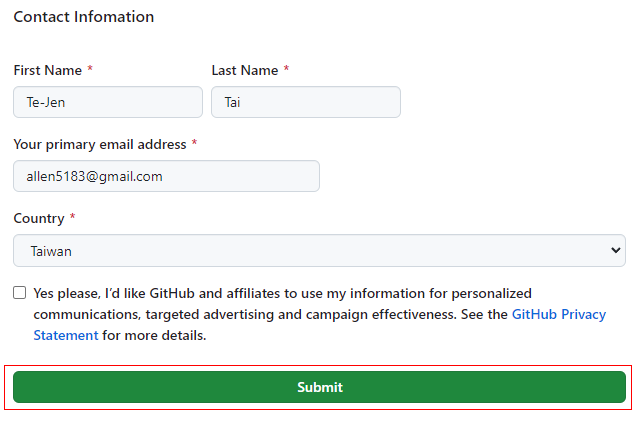 Contact Infomation
First Name * Last Name *
Te-Jen Tai
Your primary email address *
allen5183@gmail.com
Country *
Taiwan
Yes please, I’d like GitHub and affiliates to use my information for personalized
communications, targeted advertising and campaign effectiveness. See the GitHub Privacy
Statement for more details.
Submit